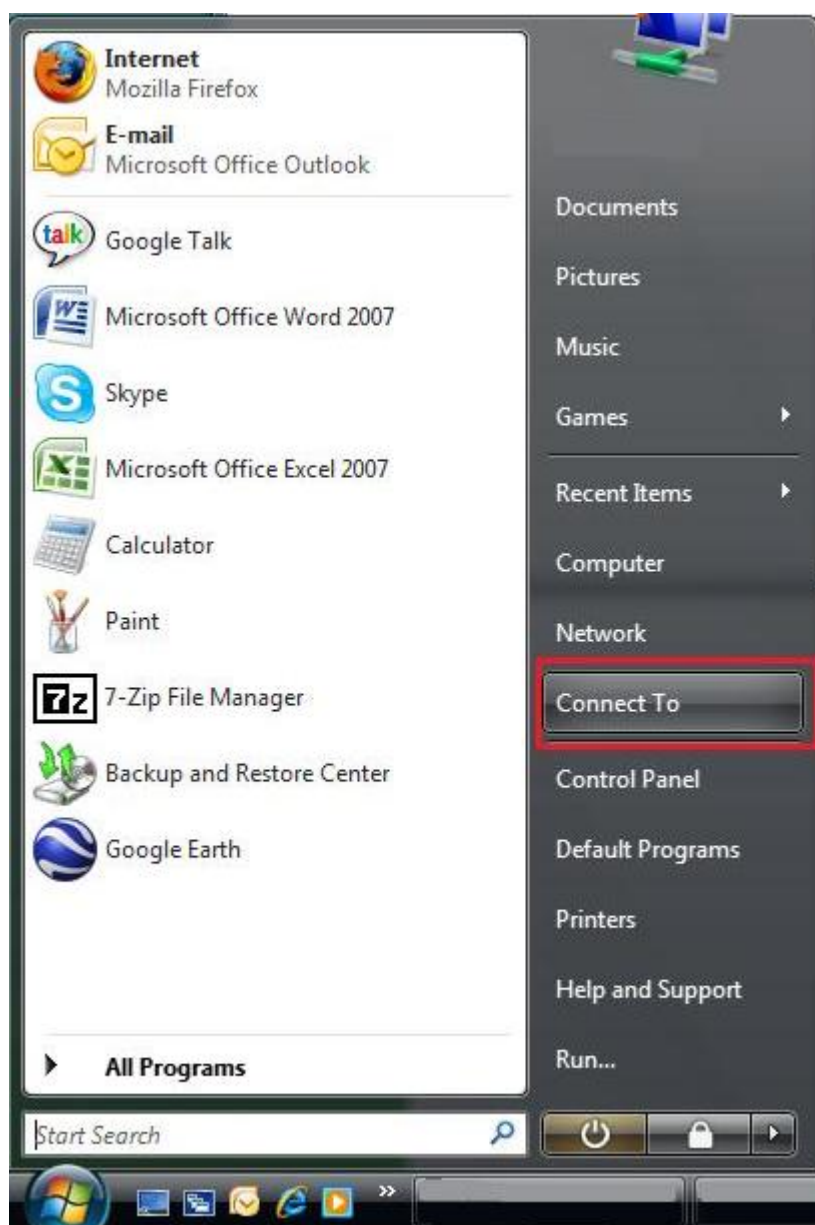 Internet
Mozilla Firefox
E-mail
Microsoft Office Outlook
talk
Google Talk
Microsoft Office Word 2007
Skype
Microsoft Office Excel 2007
Calculator
Paint
7z
7-Zip File Manager
Backup and Restore Center
Google Earth
All Programs
Start Search
Documents
Pictures
Music
Games
Recent Items
Computer
Network
Connect To
Control Panel
Default Programs
Printers
Help and Support
Run...